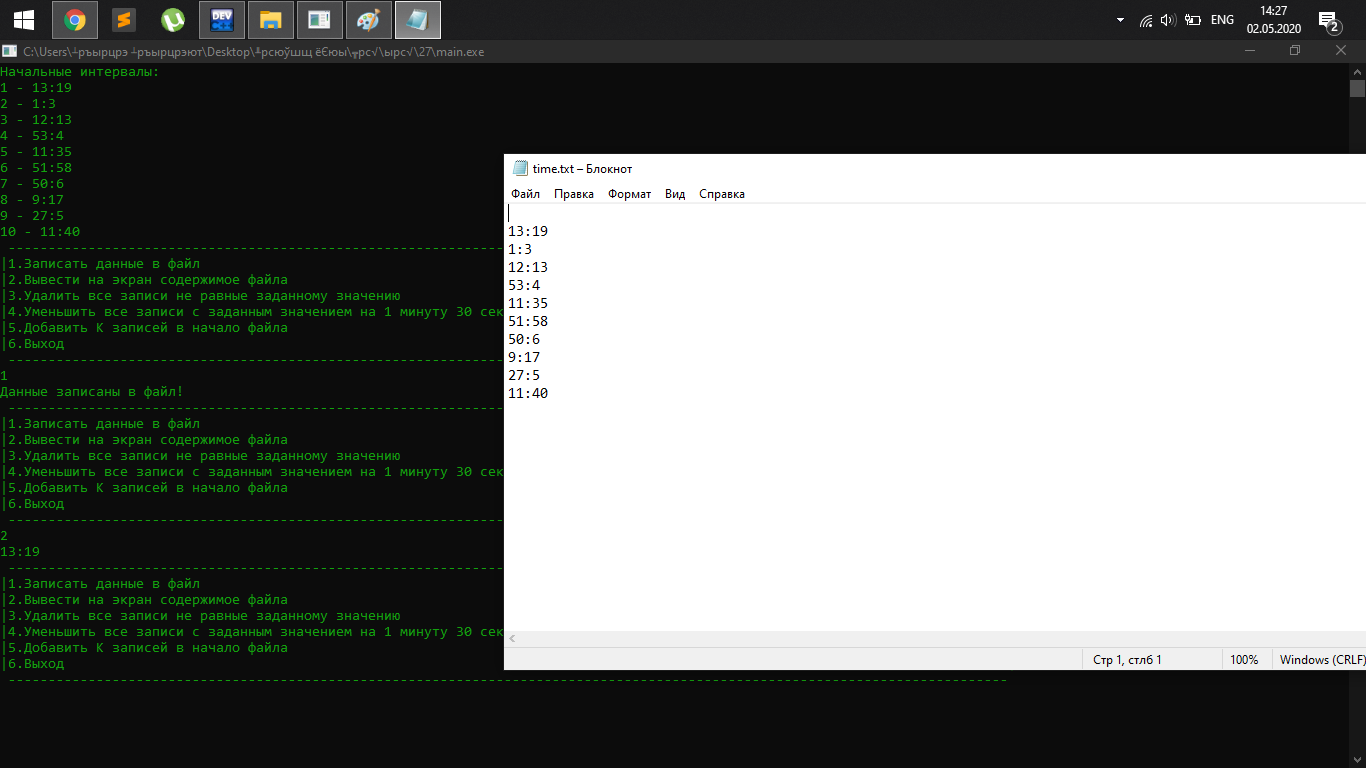 DEV
ENG
14:27
02.05.2020
2
C:\Users\┴ръырцрэ ┴ръырцрэют\Desktop\╨рсюўшщ ёЄюы\╤рс√\ырс√\27\main.exe
Начальные интервалы:
1 - 13:19
2 - 1:3
3 - 12:13
4 - 53:4
5 - 11:35
6 - 51:58
7 - 50:6
8 - 9:17
9 - 27:5
10 - 11:40
|1.Записать данные в файл
|2.Вывести на экран содержимое файла
|3.Удалить все записи не равные заданному значению
|4.Уменьшить все записи с заданным значением на 1 минуту 30 сек
|5.Добавить К записей в начало файла
|6.Выход
1
Данные записаны в файл!
|1.Записать данные в файл
|2.Вывести на экран содержимое файла
|3.Удалить все записи не равные заданному значению
|4.Уменьшить все записи с заданным значением на 1 минуту 30 сек
|5.Добавить К записей в начало файла
|6.Выход
2
13:19
|1.Записать данные в файл
|2.Вывести на экран содержимое файла
|3.Удалить все записи не равные заданному значению
|4.Уменьшить все записи с заданным значением на 1 минуту 30 сек
|5.Добавить К записей в начало файла
|6.Выход
time.txt – Блокнот
Файл Правка Формат Вид Справка
13:19
1:3
12:13
53:4
11:35
51:58
50:6
9:17
27:5
11:40
Стр 1, стлб 1 100% Windows (CRLF)